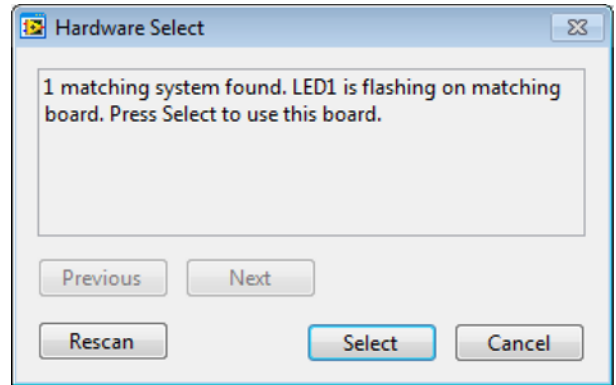 Hardware Select
1 matching system found. LED1 is flashing on matching
board. Press Select to use this board.
Previous
Next
Rescan
Select
Cancel